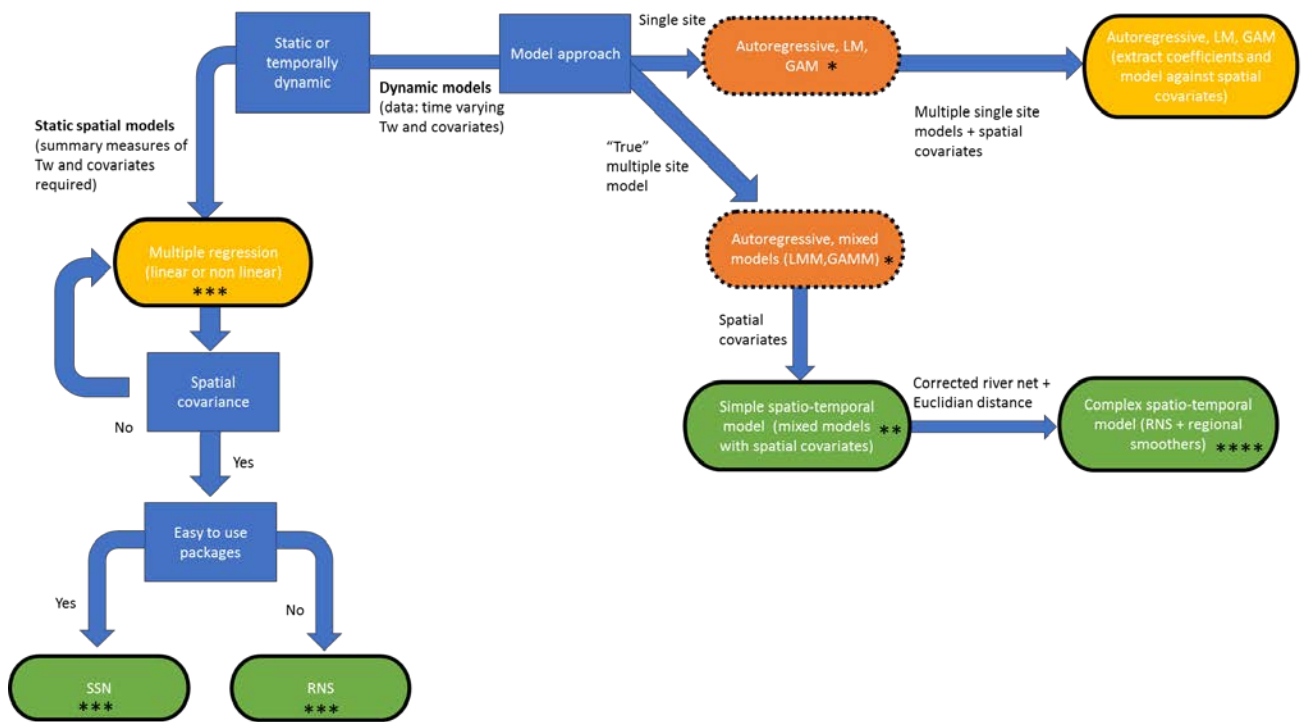 Static or
temporally
dynamic
Model approach
Single site
Autoregressive, LM,
GAM *
Autoregressive, LM, GAM
(extract coefficients and
model against spatial
covariates)
Dynamic models
(data: time varying
Tw and covariates)
Multiple single site
models + spatial
covariates
Static spatial models
(summary measures of
Tw and covariates
required)
"True"
multiple site
model
Multiple regression
(linear or non linear)
***
Autoregressive, mixed
models (LMM,GAMM) *
Spatial
covariates
Spatial
covariance
No
Yes
Simple spatio-temporal
model (mixed models
with spatial covariates) **
Corrected river net +
Euclidian distance
Complex spatio-temporal
model (RNS + regional
smoothers) ****
Easy to use
packages
Yes
No
SSN
***
RNS
***